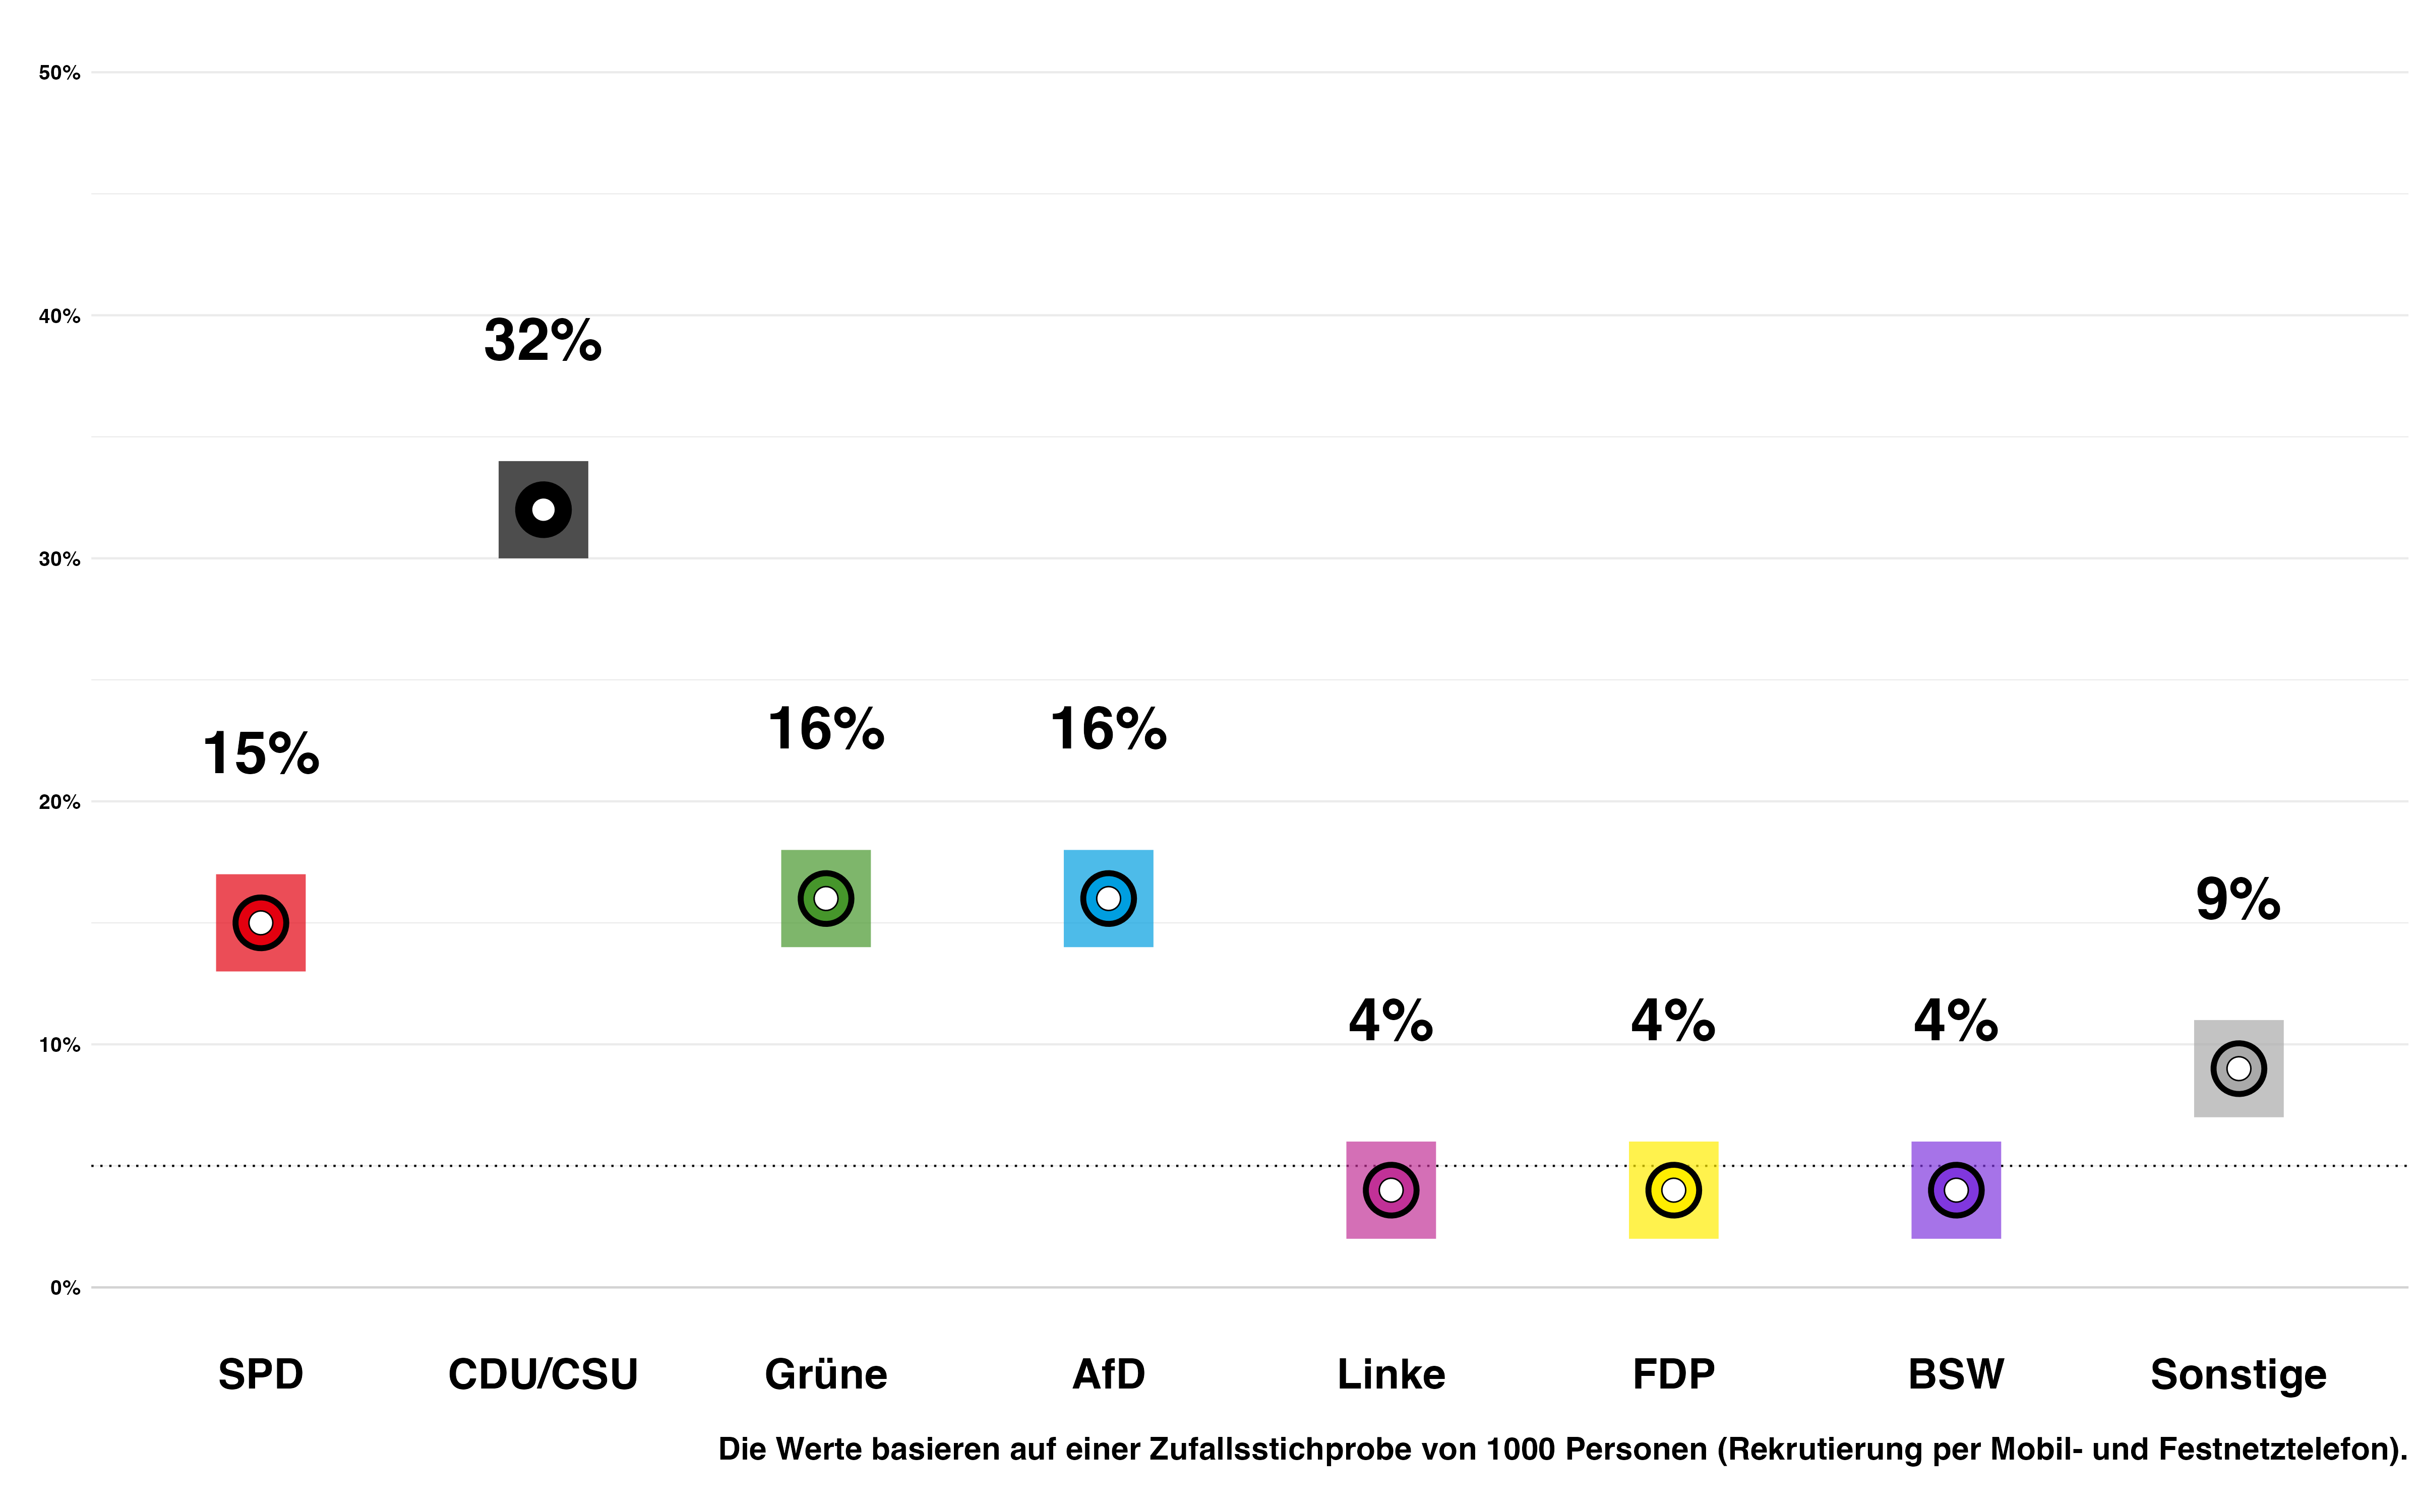 50%
40%
32%
30%
15% 16% 16%
20%
9%
4% 4% 4%
10%
0%
SPD CDU/CSU Grüne AfD Linke FDP BSW Sonstige
Die Werte basieren auf einer Zufallsstichprobe von 1000 Personen (Rekrutierung per Mobil- und Festnetztelefon).